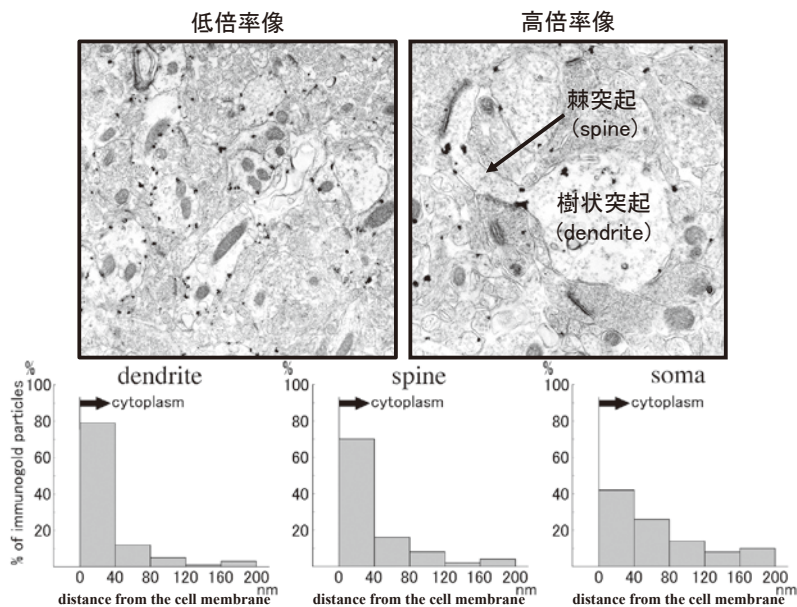 低倍率像
高倍率像
棘突起
(spine)
樹状突起
(dendrite)
% of immunogold particles
%
dendrite
100
80
60
40
20
cytoplasm
0 40 80 120 160 200
nm
distance from the cell membrane
%
spine
100
80
60
40
20
cytoplasm
0 40 80 120 160 200
nm
distance from the cell membrane
%
soma
100
80
60
40
20
cytoplasm
0 40 80 120 160 200
nm
distance from the cell membrane